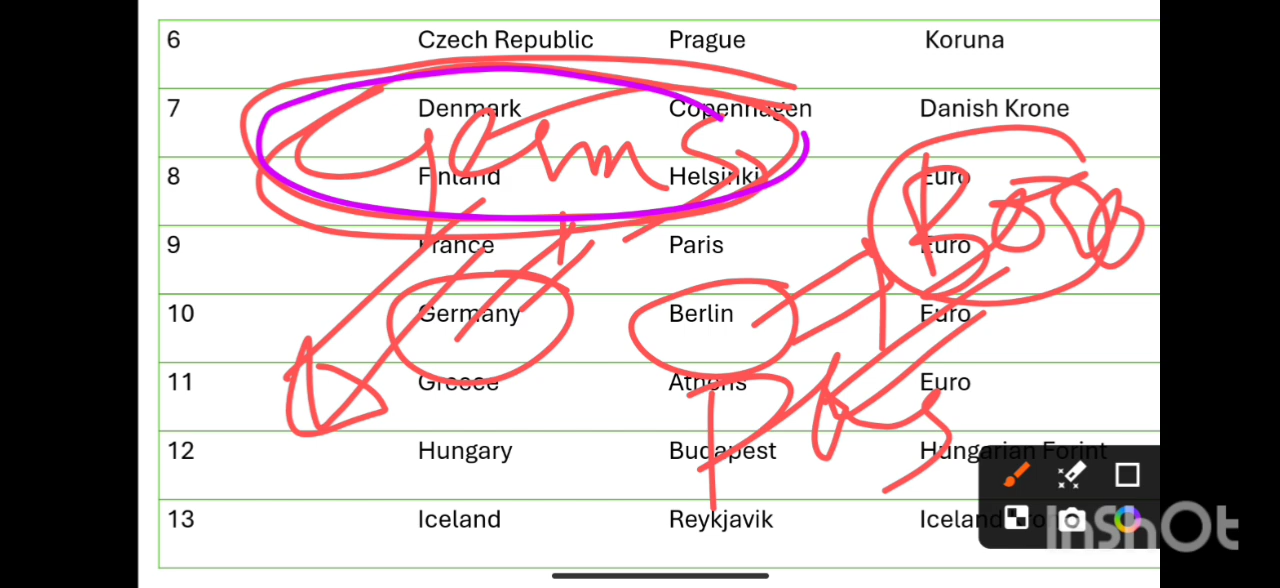 6 Czech Republic Prague Koruna
7 Denmark Copenhagen Danish Krone
Germs
8 Finland Helsinki Euro
9 France Paris Euro
10 Germany Berlin Euro
11 Greece Athens Euro
12 Hungary Budapest Hungarian Forint
13 Iceland Reykjavik
InShOt